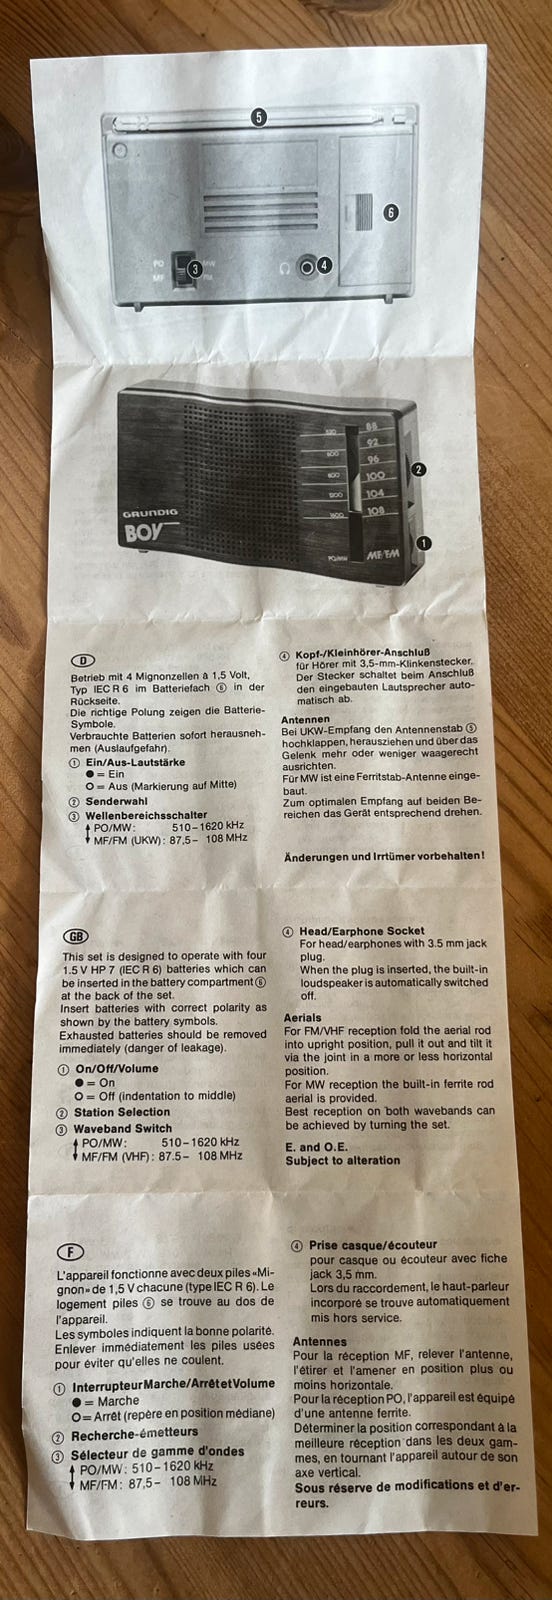 5
6
PO MW
MF FM
3
4
520 88
600 92
96
800 100
1200 104
1600 108
2
GRUNDIG
BOY
PO/MW MF/FM
1
D
Betrieb mit 4 Mignonzellen à 1,5 Volt,
Typ IEC R 6 im Batteriefach ⑥ in der
Rückseite.
Die richtige Polung zeigen die Batterie-
Symbole.
Verbrauchte Batterien sofort herausneh-
men (Auslaufgefahr).
① Ein/Aus-Lautstärke
● = Ein
O = Aus (Markierung auf Mitte)
② Senderwahl
③ Wellenbereichsschalter
PO/MW: 510-1620 kHz
MF/FM (UKW): 87,5- 108 MHz
④ Kopf-/Kleinhörer-Anschluß
für Hörer mit 3,5-mm-Klinkenstecker.
Der Stecker schaltet beim Anschluß
den eingebauten Lautsprecher auto-
matisch ab.
Antennen
Bei UKW-Empfang den Antennenstab ⑤
hochklappen, herausziehen und über das
Gelenk mehr oder weniger waagerecht
ausrichten.
Für MW ist eine Ferritstab-Antenne einge-
baut.
Zum optimalen Empfang auf beiden Be-
reichen das Gerät entsprechend drehen.
Änderungen und Irrtümer vorbehalten!
GB
This set is designed to operate with four
1.5 V HP 7 (IEC R 6) batteries which can
be inserted in the battery compartment ⑥
at the back of the set.
Insert batteries with correct polarity as
shown by the battery symbols.
Exhausted batteries should be removed
immediately (danger of leakage).
① On/Off/Volume
● = On
O = Off (indentation to middle)
② Station Selection
③ Waveband Switch
PO/MW: 510-1620 kHz
MF/FM (VHF): 87.5- 108 MHz
④ Head/Earphone Socket
For head/earphones with 3.5 mm jack
plug.
When the plug is inserted, the built-in
loudspeaker is automatically switched
off.
Aerials
For FM/VHF reception fold the aerial rod
into upright position, pull it out and tilt it
via the joint in a more or less horizontal
position.
For MW reception the built-in ferrite rod
aerial is provided.
Best reception on both wavebands can
be achieved by turning the set.
E. and O.E.
Subject to alteration
F
L'appareil fonctionne avec deux piles «Mi-
gnon» de 1,5 V chacune (type IEC R 6). Le
logement piles ⑥ se trouve au dos de
l'appareil.
Les symboles indiquent la bonne polarité.
Enlever immédiatement les piles usées
pour éviter qu'elles ne coulent.
① Interrupteur Marche/Arrêt et Volume
● = Marche
O = Arrêt (repère en position médiane)
② Recherche-émetteurs
③ Sélecteur de gamme d'ondes
PO/MW: 510-1620 kHz
MF/FM: 87,5- 108 MHz
④ Prise casque/écouteur
pour casque ou écouteur avec fiche
jack 3,5 mm.
Lors du raccordement, le haut-parleur
incorporé se trouve automatiquement
mis hors service.
Antennes
Pour la réception MF, relever l'antenne,
l'étirer et l'amener en position plus ou
moins horizontale.
Pour la réception PO, l'appareil est équipé
d'une antenne ferrite.
Déterminer la position correspondant à la
meilleure réception dans les deux gam-
mes, en tournant l'appareil autour de son
axe vertical.
Sous réserve de modifications et d'er-
reurs.